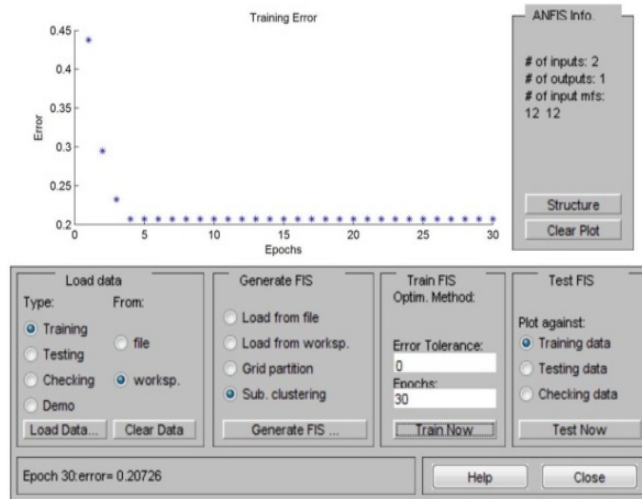 Training Error
0.45
0.4
0.35
0.3
0.25
0.2
Error
0 5 10 15 20 25 30
Epochs
ANFIS Info.
# of inputs: 2
# of outputs: 1
# of input mfs:
12 12
Structure
Clear Plot
Load data
Type: From:
Training
Testing
Checking
Demo
file
worksp.
Load Data... Clear Data
Generate FIS
Load from file
Load from worksp.
Grid partition
Sub. clustering
Generate FIS ...
Train FIS
Optim. Method:
Error Tolerance:
0
Epochs:
30
Train Now
Test FIS
Plot against:
Training data
Testing data
Checking data
Test Now
Epoch 30:error= 0.20726
Help Close